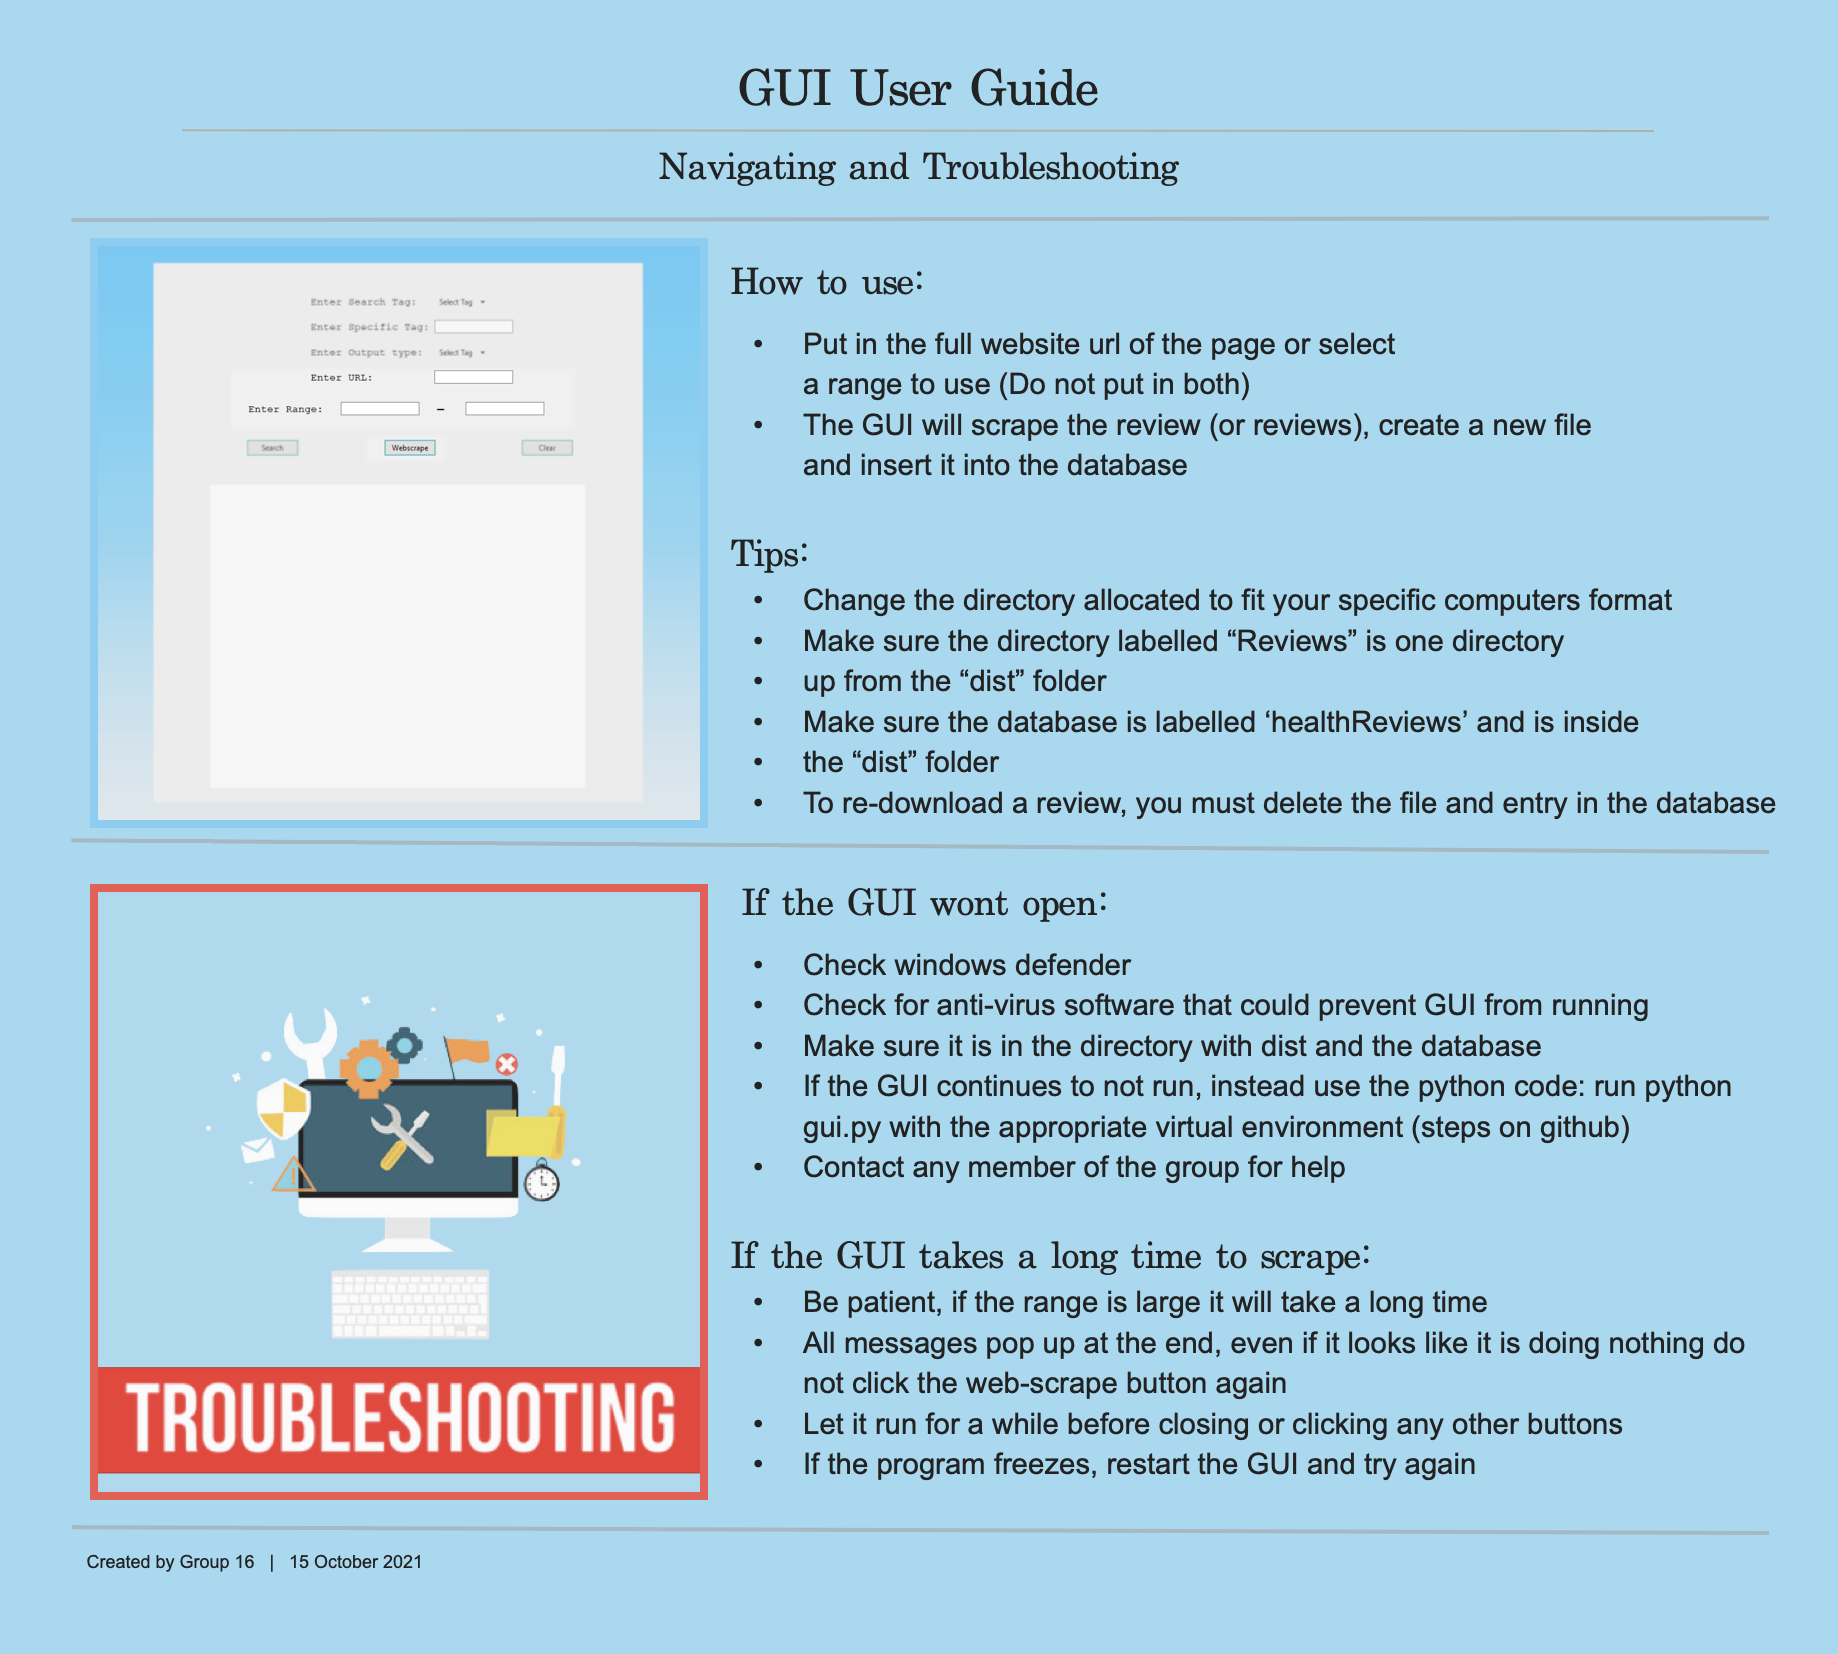 GUI User Guide
Navigating and Troubleshooting
Enter Search Tag: Select Tag
Enter Specific Tag:
Enter Output type: Select Tag
Enter URL:
Enter Range: –
Search Webscrape Clear
How to use:
• Put in the full website url of the page or select
a range to use (Do not put in both)
• The GUI will scrape the review (or reviews), create a new file
and insert it into the database
Tips:
• Change the directory allocated to fit your specific computers format
• Make sure the directory labelled “Reviews” is one directory
• up from the “dist” folder
• Make sure the database is labelled ‘healthReviews’ and is inside
• the “dist” folder
• To re-download a review, you must delete the file and entry in the database
TROUBLESHOOTING
If the GUI wont open:
• Check windows defender
• Check for anti-virus software that could prevent GUI from running
• Make sure it is in the directory with dist and the database
• If the GUI continues to not run, instead use the python code: run python
gui.py with the appropriate virtual environment (steps on github)
• Contact any member of the group for help
If the GUI takes a long time to scrape:
• Be patient, if the range is large it will take a long time
• All messages pop up at the end, even if it looks like it is doing nothing do
not click the web-scrape button again
• Let it run for a while before closing or clicking any other buttons
• If the program freezes, restart the GUI and try again
Created by Group 16 | 15 October 2021